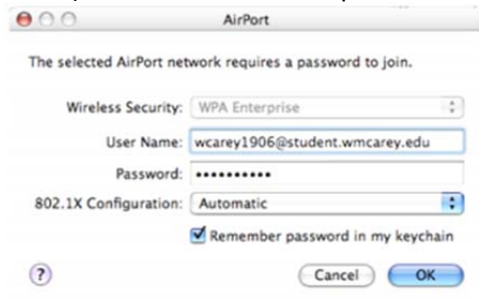 AirPort
The selected AirPort network requires a password to join.
Wireless Security: WPA Enterprise
User Name: wcarey1906@student.wmcarey.edu
Password: ••••••••••
802.1X Configuration: Automatic
Remember password in my keychain
? Cancel OK